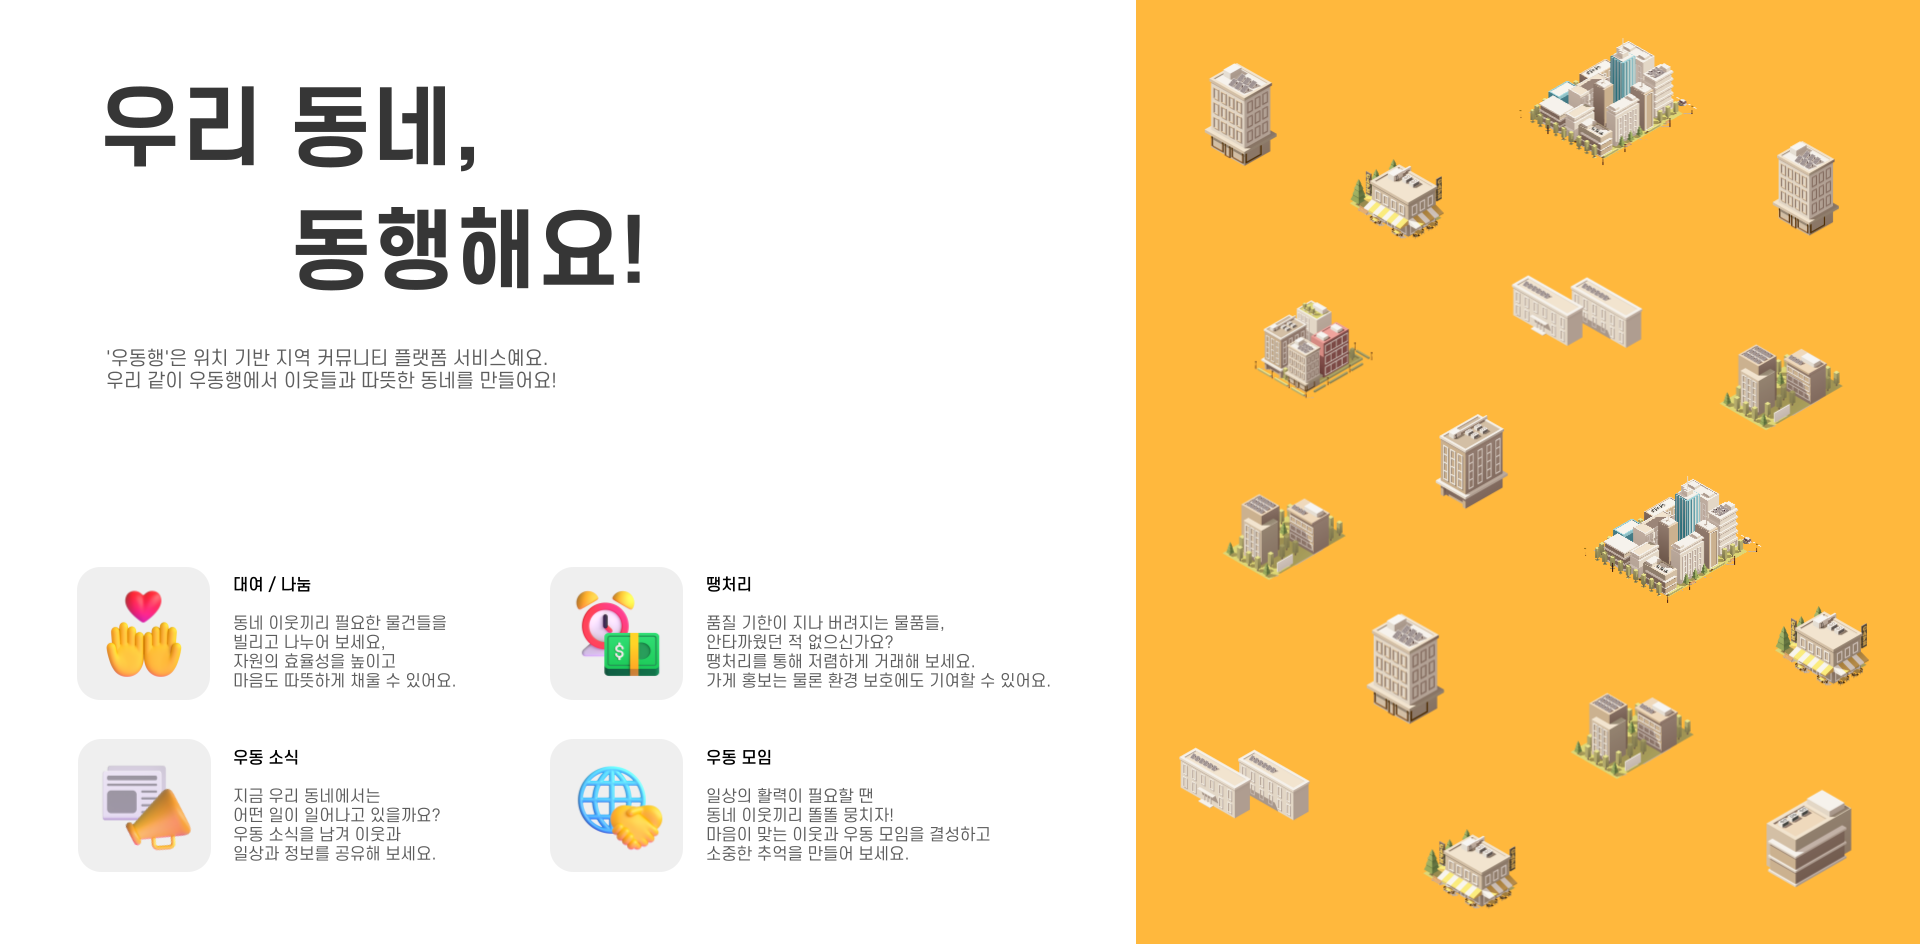 우리 동네,
동행해요!
'우동행'은 위치 기반 지역 커뮤니티 플랫폼 서비스예요.
우리 같이 우동행에서 이웃들과 따뜻한 동네를 만들어요!
대여 / 나눔
동네 이웃끼리 필요한 물건들을
빌리고 나누어 보세요,
자원의 효율성을 높이고
마음도 따뜻하게 채울 수 있어요.
땡처리
품질 기한이 지나 버려지는 물품들,
안타까웠던 적 없으신가요?
땡처리를 통해 저렴하게 거래해 보세요.
가게 홍보는 물론 환경 보호에도 기여할 수 있어요.
우동 소식
지금 우리 동네에서는
어떤 일이 일어나고 있을까요?
우동 소식을 남겨 이웃과
일상과 정보를 공유해 보세요.
우동 모임
일상의 활력이 필요할 땐
동네 이웃끼리 똘똘 뭉치자!
마음이 맞는 이웃과 우동 모임을 결성하고
소중한 추억을 만들어 보세요.